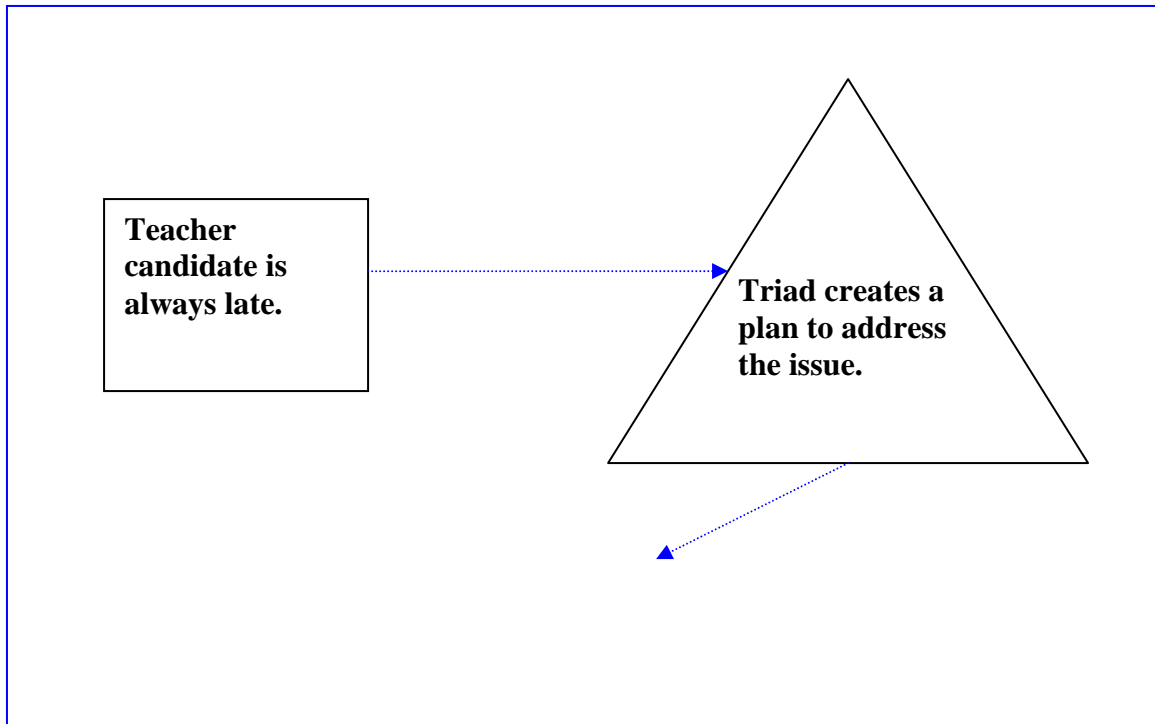 Teacher
candidate is
always late.
Triad creates a
plan to address
the issue.